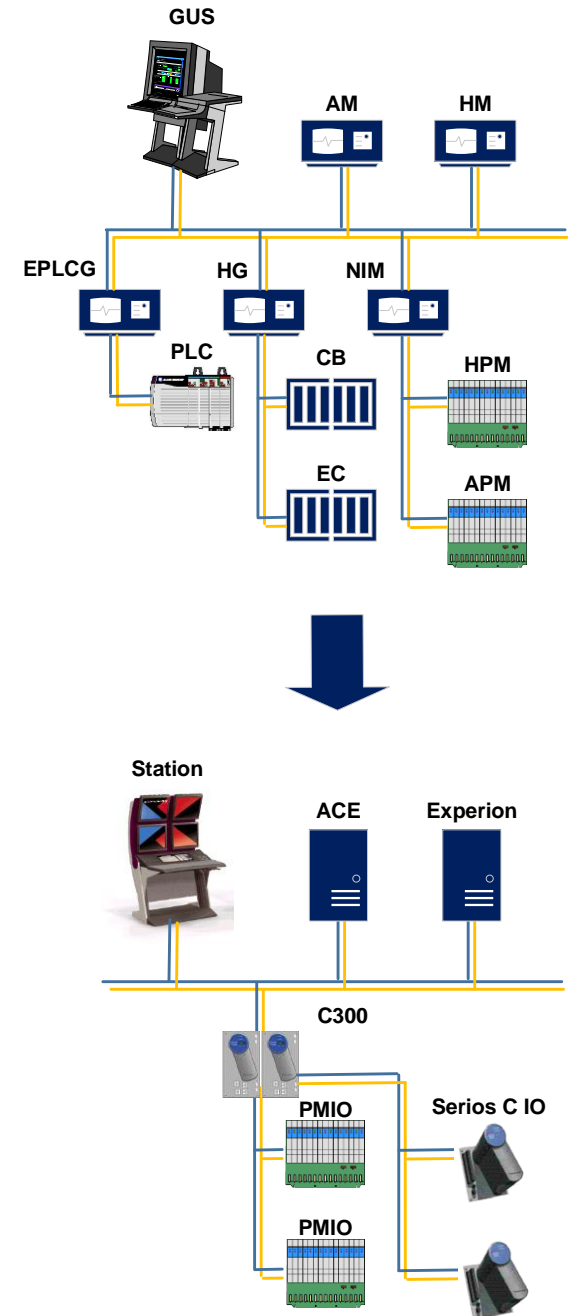 GUS
AM
HM
EPLCG
HG
NIM
PLC
CB
HPM
EC
APM
Station
ACE
Experion
C300
PMIO
Serios C IO
PMIO